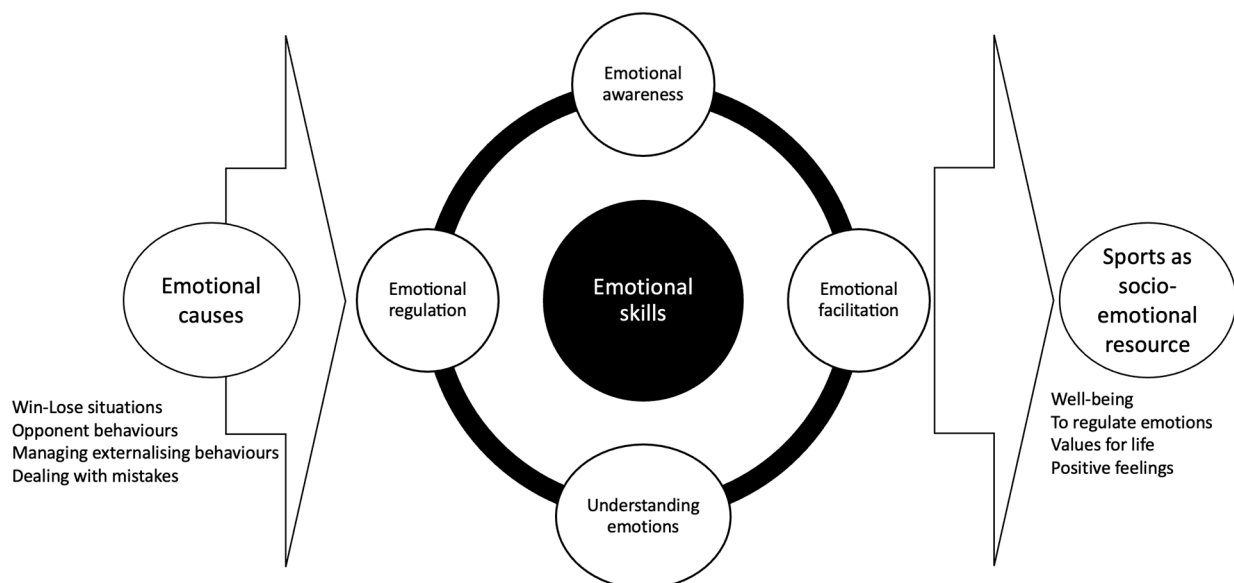 Emotional
awareness
Emotional
causes
Win-Lose situations
Opponent behaviours
Managing externalising behaviours
Dealing with mistakes
Emotional
regulation
Emotional
skills
Emotional
facilitation
Understanding
emotions
Sports as
socio-
emotional
resource
Well-being
To regulate emotions
Values for life
Positive feelings